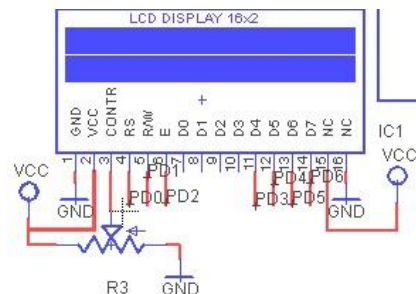 LCD DISPLAY 16x2
GND VCC CONTR RS R/W E D0 D1 D2 D3 D4 D5 D6 D7 NC NC
IC1
1 2 3 4 5 6 7 8 9 10 11 12 13 14 15 16
VCC PD1 PD4 PD6 VCC
GND PD0 PD2 PD3 PD5 GND GND
R3 GND